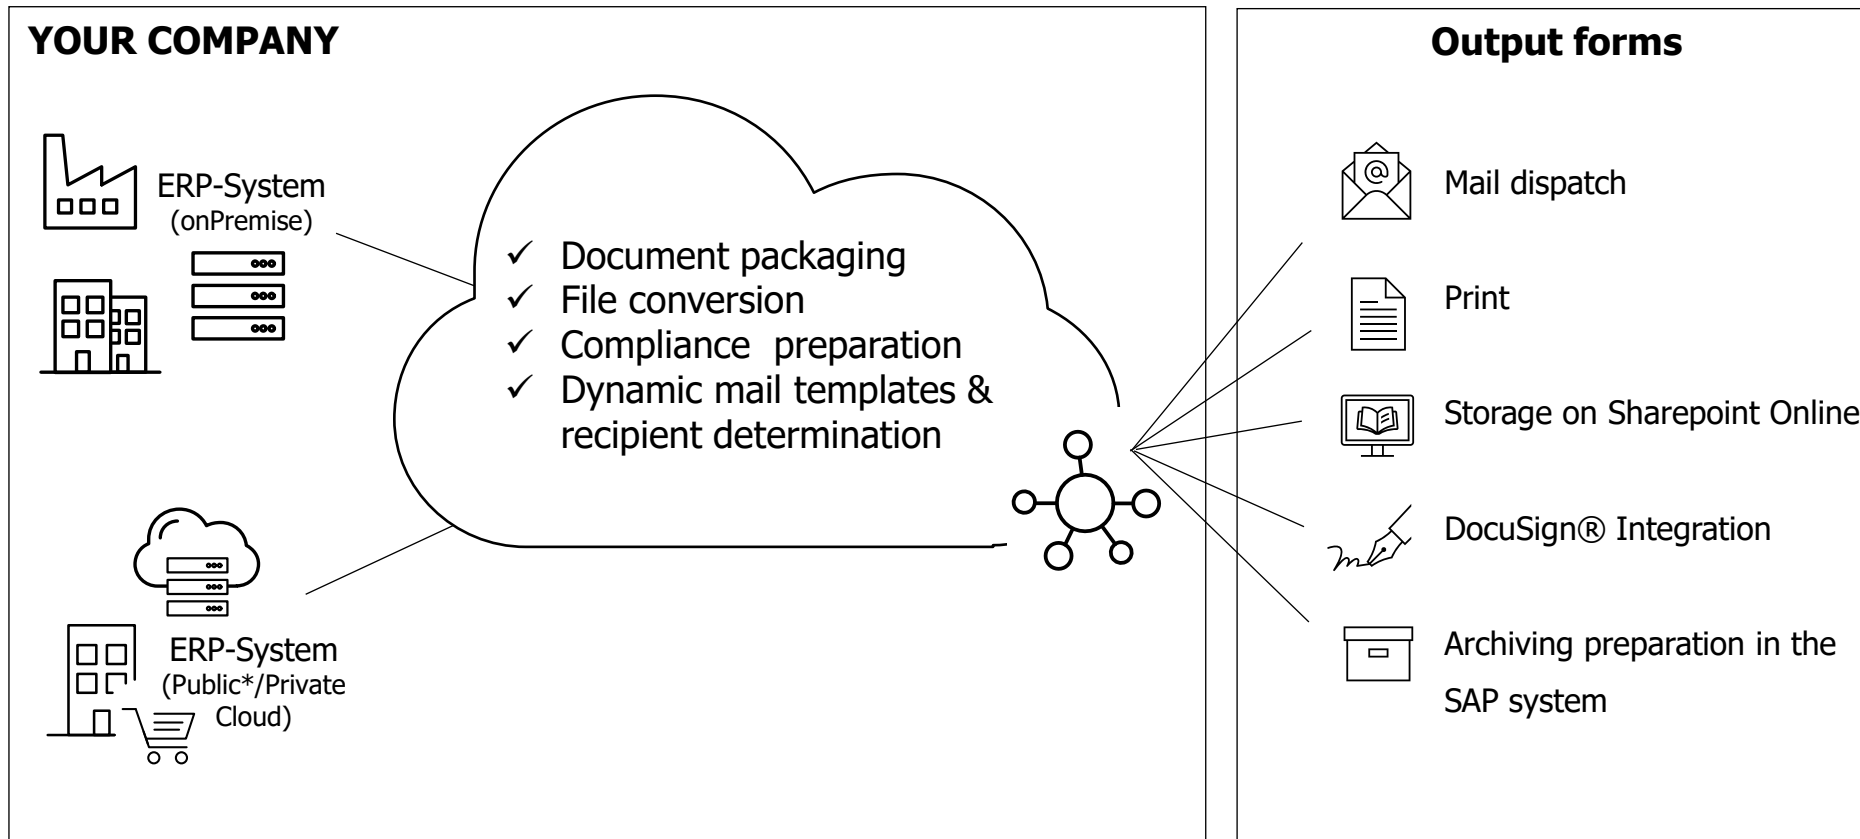 YOUR COMPANY
ERP-System
(onPremise)
ERP-System
(Public*/Private
Cloud)
✓ Document packaging
✓ File conversion
✓ Compliance  preparation
✓ Dynamic mail templates &
recipient determination
Output forms
@
Mail dispatch
Print
Storage on Sharepoint Online
DocuSign® Integration
Archiving preparation in the
SAP system